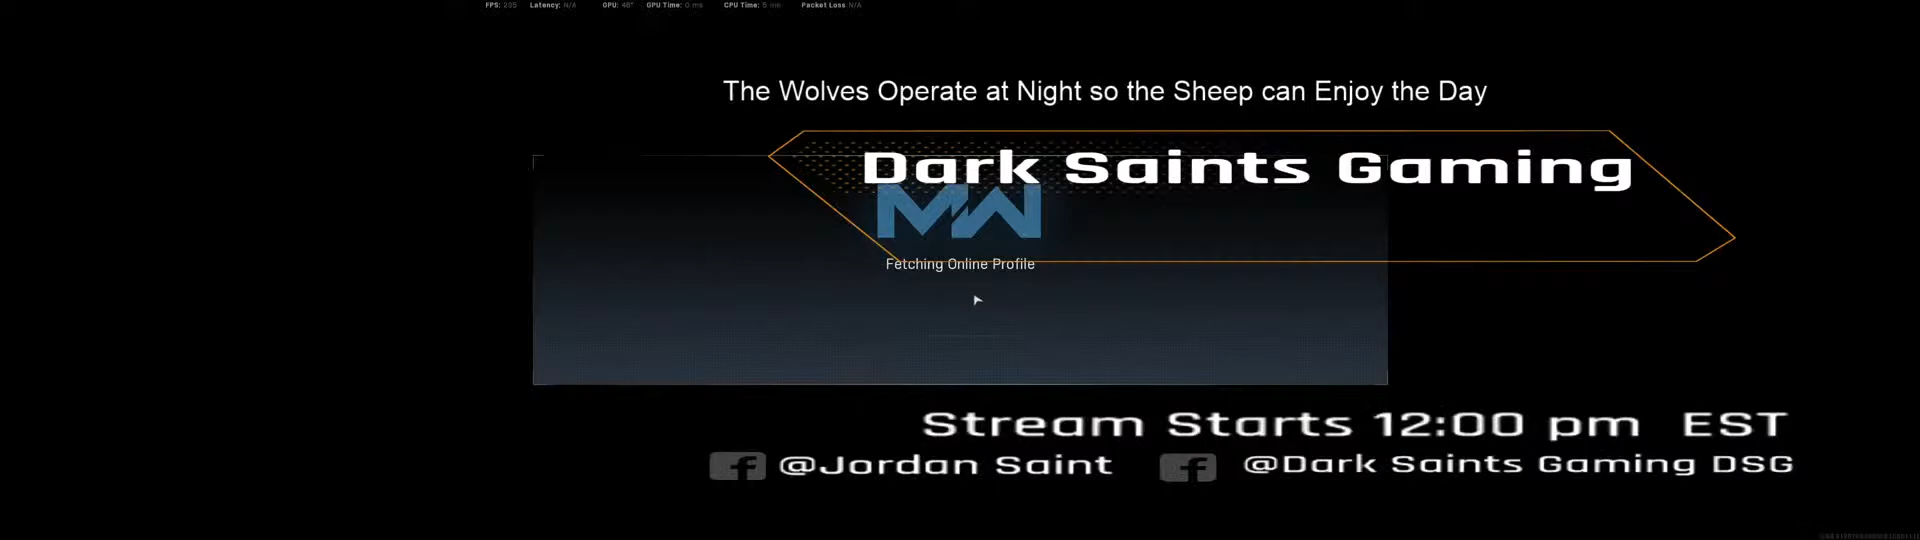 FPS: 235 Latency: N/A GPU: 48° GPU Time: 0 ms CPU Time: 5 ms Packet Loss N/A
The Wolves Operate at Night so the Sheep can Enjoy the Day
Dark Saints Gaming
MW
Fetching Online Profile
Stream Starts 12:00 pm EST
@Jordan Saint @Dark Saints Gaming DSG